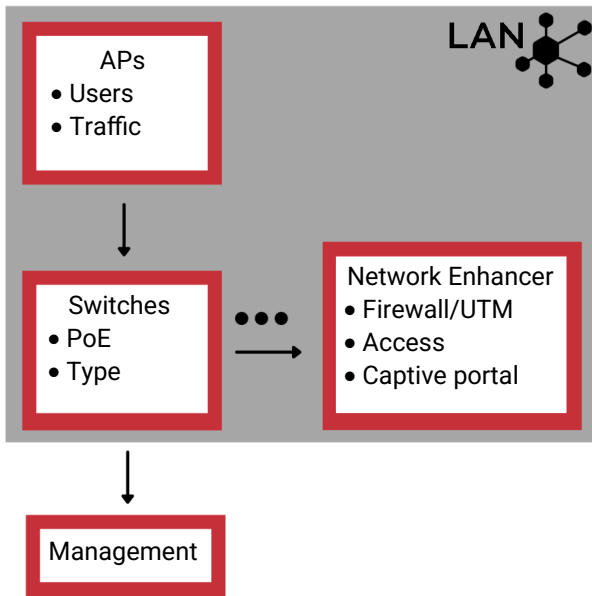 LAN
APs
• Users
• Traffic
Switches
• PoE
• Type
Network Enhancer
• Firewall/UTM
• Access
• Captive portal
Management